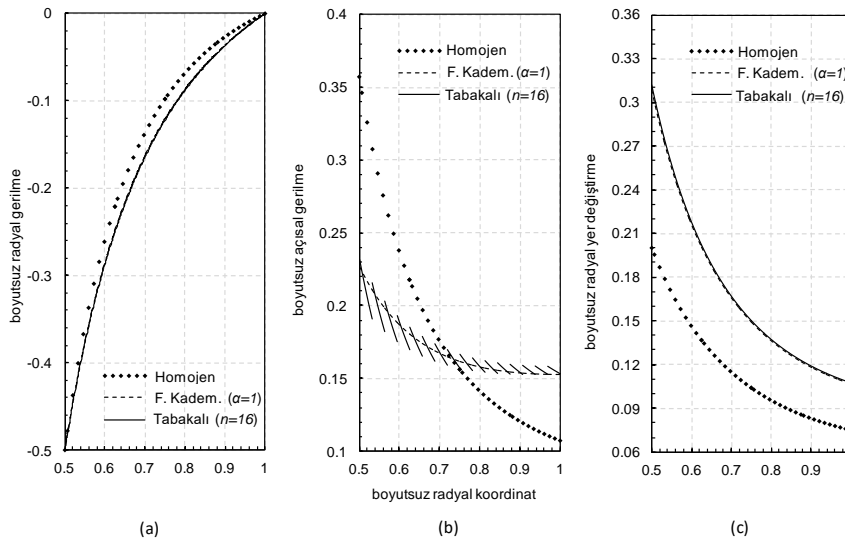 boyutsuz radyal gerilme
0
-0.1
-0.2
-0.3
-0.4
-0.5
0.5 0.6 0.7 0.8 0.9 1
Homojen
F. Kadem. (α=1)
Tabakalı (n=16)
(a)
boyutsuz açısal gerilme
0.4
0.35
0.3
0.25
0.2
0.15
0.1
0.5 0.6 0.7 0.8 0.9 1
Homojen
F. Kadem. (α=1)
Tabakalı (n=16)
boyutsuz radyal koordinat
(b)
boyutsuz radyal yer değiştirme
0.36
0.33
0.3
0.27
0.24
0.21
0.18
0.15
0.12
0.09
0.06
0.5 0.6 0.7 0.8 0.9
Homojen
F. Kadem. (α=1)
Tabakalı (n=16)
(c)